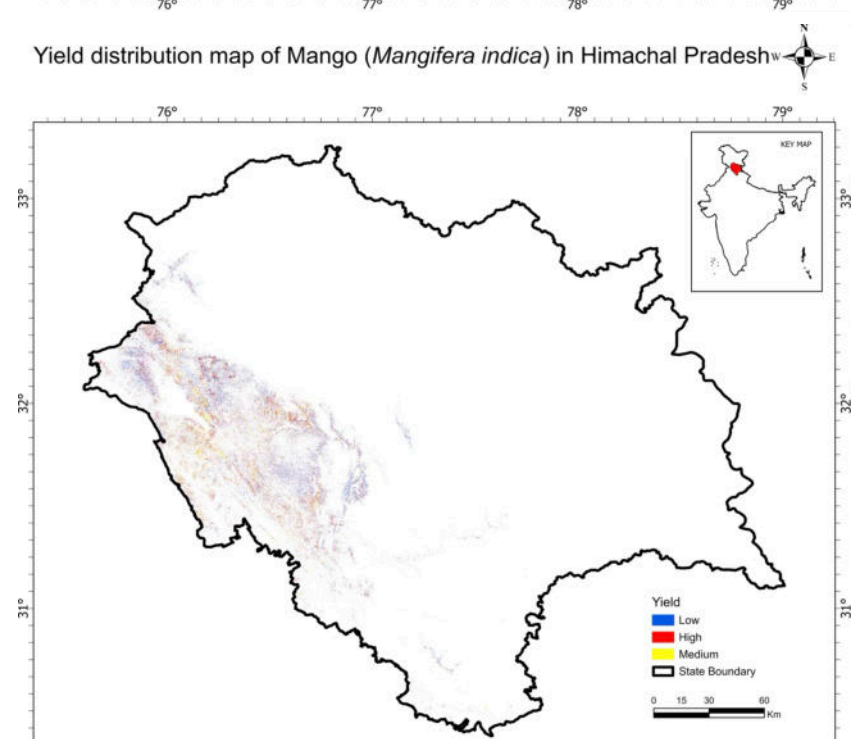 76° 77° 78° 79°
Yield distribution map of Mango (Mangifera indica) in Himachal Pradesh
N
W E
S
76° 77° 78° 79°
KEY MAP
33° 33°
32° 32°
31° 31°
Yield
Low
High
Medium
State Boundary
0 15 30 60
Km